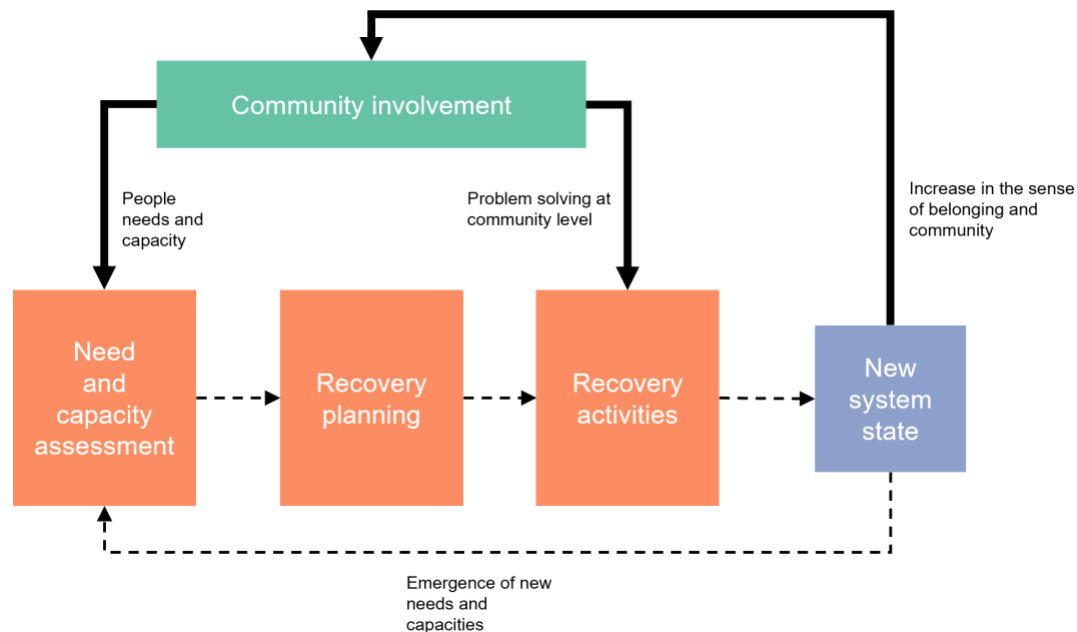 Community involvement
People
needs and
capacity
Problem solving at
community level
Increase in the sense
of belonging and
community
Need
and
capacity
assessment
Recovery
planning
Recovery
activities
New
system
state
Emergence of new
needs and
capacities